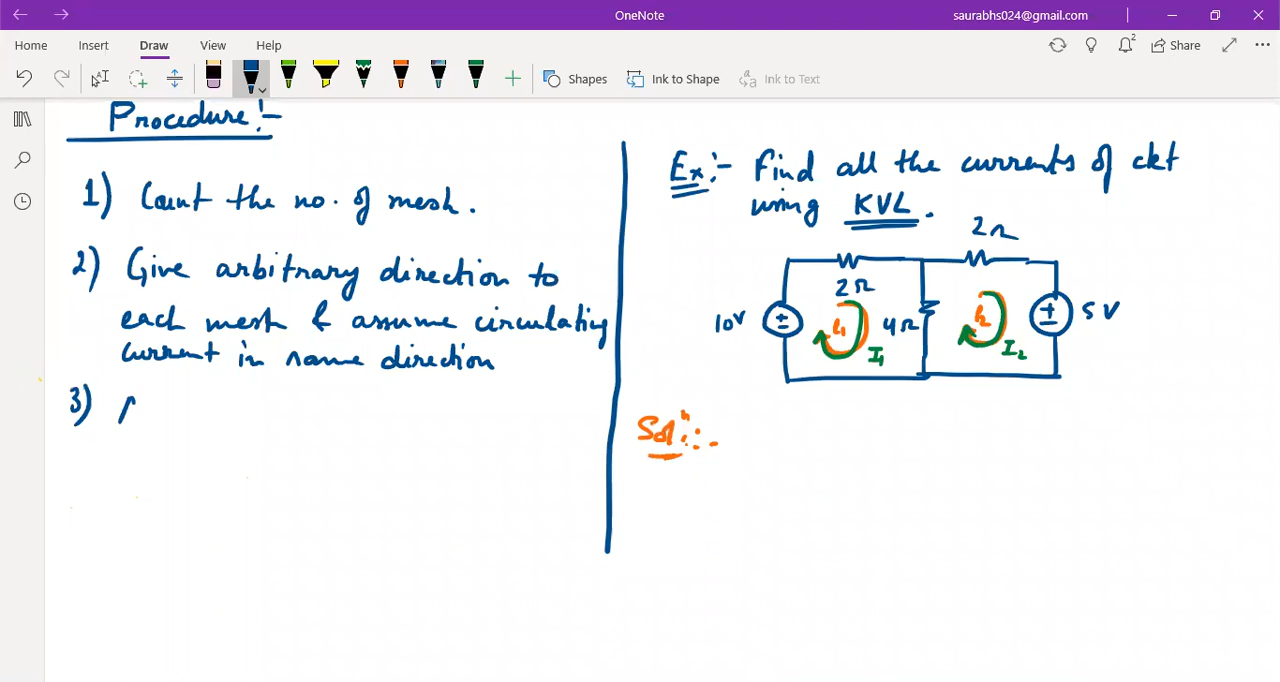 OneNote
saurabhs024@gmail.com
Home Insert Draw View Help
Share
Shapes Ink to Shape Ink to Text
Procedure:-
1) Count the no. of mesh.
2) Give arbitrary direction to
each mesh & assume circulating
current in same direction
3)
Ex:- Find all the currents of ckt
using KVL.
2Ω
2Ω
10V
4Ω
5V
I1
I2
Solⁿ:-